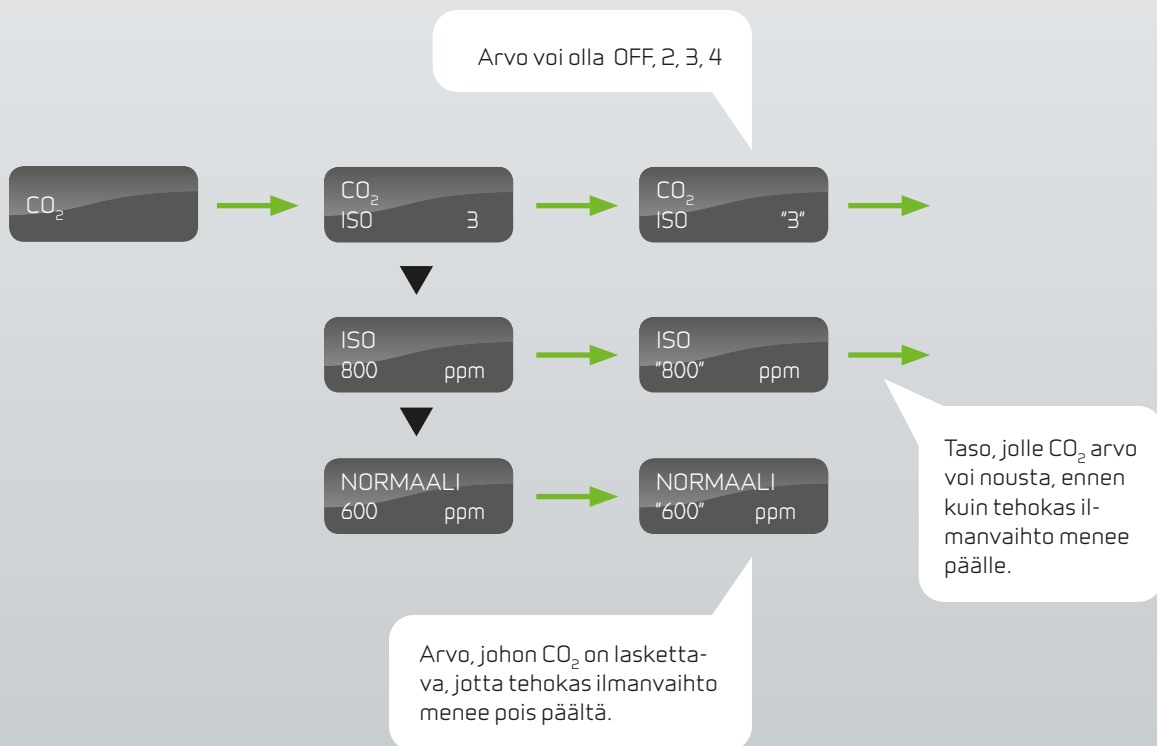 Arvo voi olla OFF, 2, 3, 4
CO₂
CO₂
ISO 3
CO₂
ISO "3"
ISO
800 ppm
ISO
"800" ppm
NORMAALI
600 ppm
NORMAALI
"600" ppm
Taso, jolle CO₂ arvo
voi nousta, ennen
kuin tehokas il-
manvaihto menee
päälle.
Arvo, johon CO₂ on laskettа-
va, jotta tehokas ilmanvaihto
menee pois päältä.